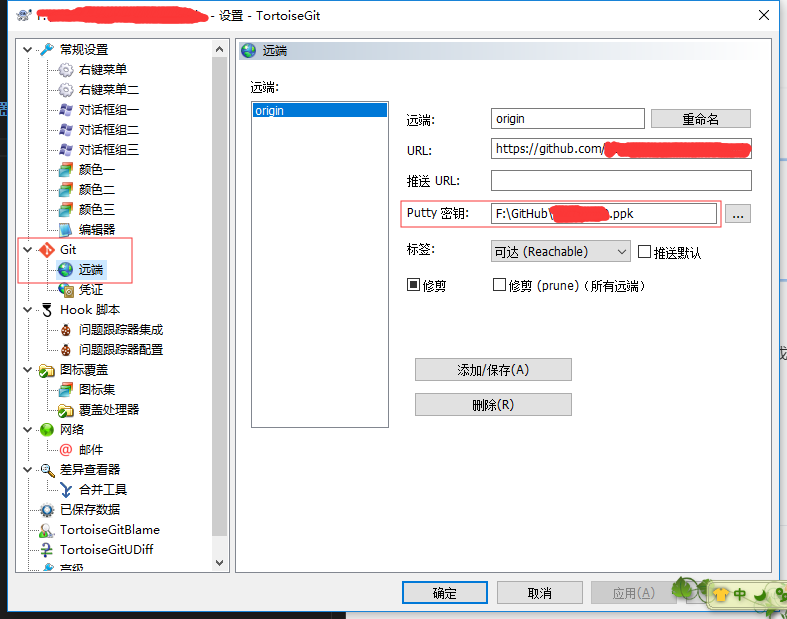 - 设置 - TortoiseGit
常规设置
右键菜单
右键菜单二
对话框组一
对话框组二
对话框组三
颜色一
颜色二
颜色三
编辑器
Git
远端
凭证
Hook 脚本
问题跟踪器集成
问题跟踪器配置
图标覆盖
图标集
覆盖处理器
网络
邮件
差异查看器
合并工具
已保存数据
TortoiseGitBlame
TortoiseGitUDiff
高级
远端
远端:
origin
远端:
origin
重命名
URL:
https://github.com/
推送 URL:
Putty 密钥:
F:\GitHub\
.ppk
...
标签:
可达 (Reachable)
推送默认
修剪
修剪 (prune)（所有远端）
添加/保存(A)
删除(R)
确定
取消
应用(A)
中